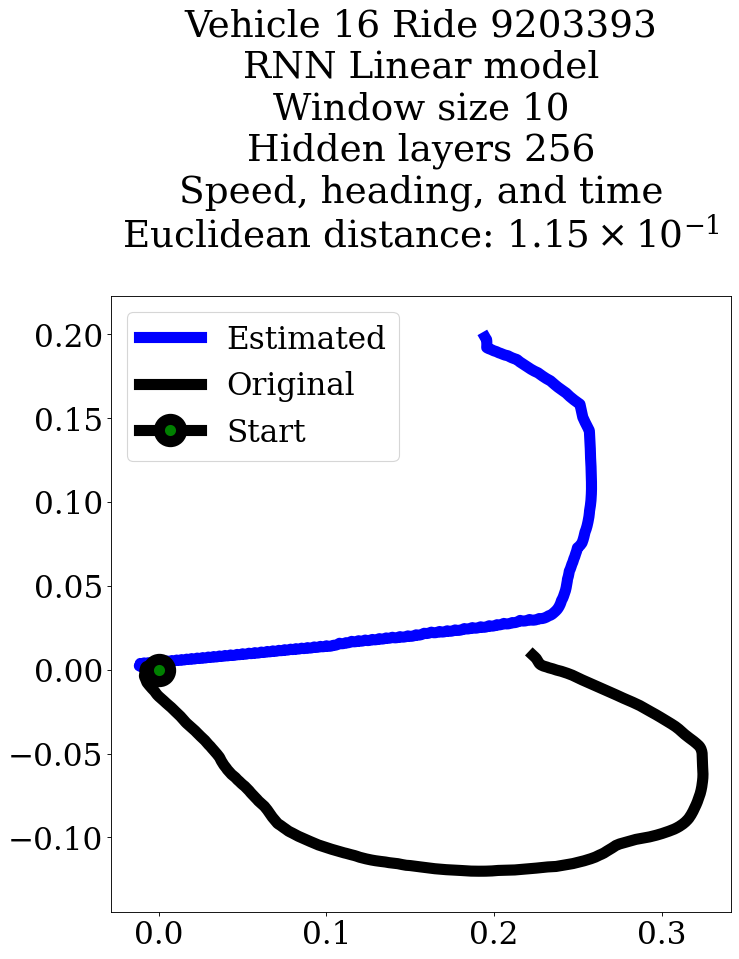 Vehicle 16 Ride 9203393
RNN Linear model
Window size 10
Hidden layers 256
Speed, heading, and time
Euclidean distance: 1.15 × 10⁻¹
Estimated
Original
Start
0.20
0.15
0.10
0.05
0.00
−0.05
−0.10
0.0 0.1 0.2 0.3